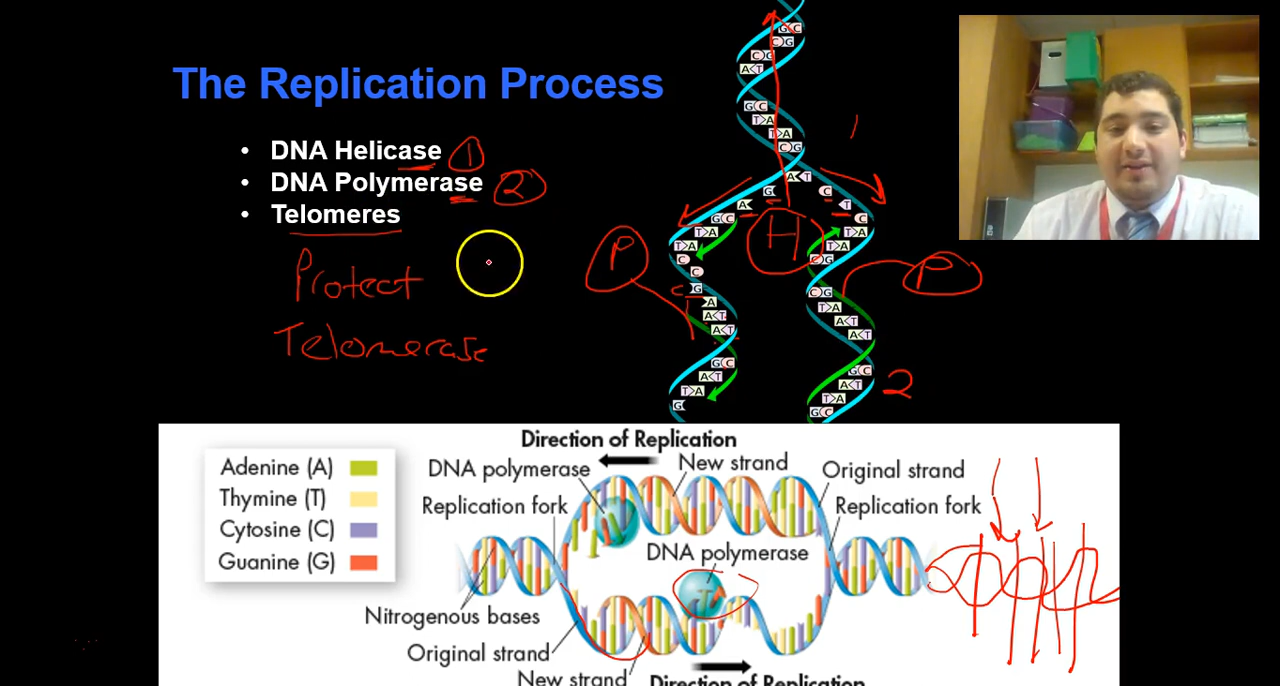 The Replication Process
• DNA Helicase 1
• DNA Polymerase 2
• Telomeres
Protect
Telomerase
H
P
P
2
Direction of Replication
DNA polymerase
New strand
Original strand
Replication fork
Replication fork
DNA polymerase
Nitrogenous bases
Original strand
New strand
Direction of Replication
Adenine (A)
Thymine (T)
Cytosine (C)
Guanine (G)